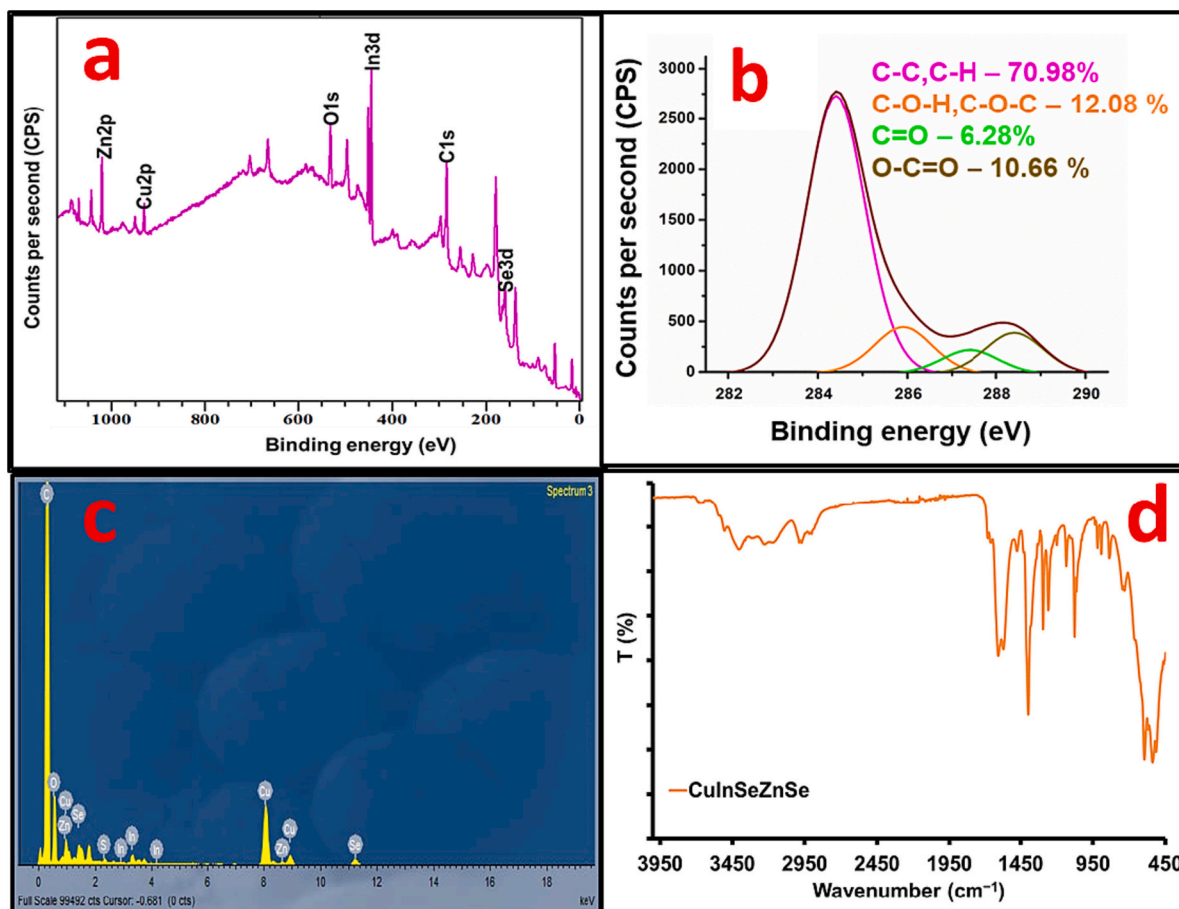 a
Counts per second (CPS)
Zn2p
Cu2p
O1s
In3d
C1s
Se3d
1000 800 600 400 200 0
Binding energy (eV)
b
C-C,C-H – 70.98%
C-O-H,C-O-C – 12.08 %
C=O – 6.28%
O-C=O – 10.66 %
Counts per second (CPS)
3000
2500
2000
1500
1000
500
0
282 284 286 288 290
Binding energy (eV)
c
Spectrum 3
C
O
Cu
Zn
Se
S
In
In
In
Cu
Zn
Cu
Se
0 2 4 6 8 10 12 14 16 18
Full Scale 99492 cts Cursor: -0.681 (0 cts) keV
d
T (%)
CuInSeZnSe
3950 3450 2950 2450 1950 1450 950 450
Wavenumber (cm⁻¹)